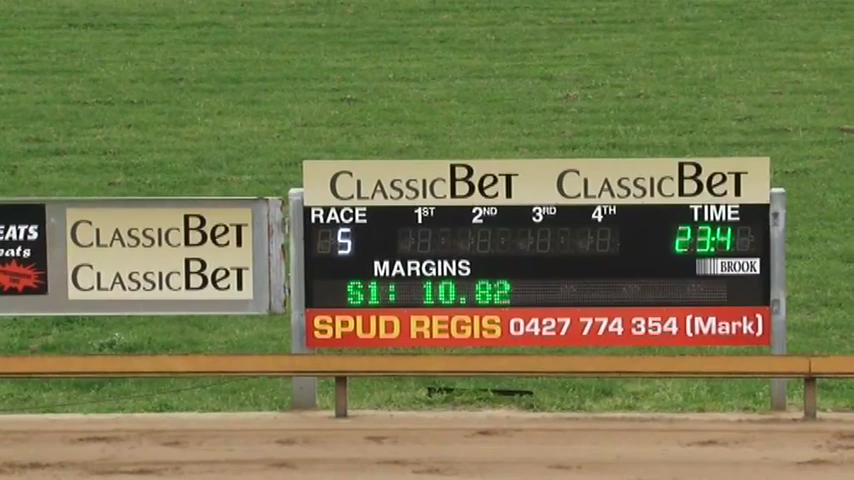 ClassicBet ClassicBet
RACE 1ST 2ND 3RD 4TH TIME
5 23:4
BROOK
MARGINS
S1: 10.82
SPUD REGIS 0427 774 354 (Mark)
ClassicBet
ClassicBet
EATS